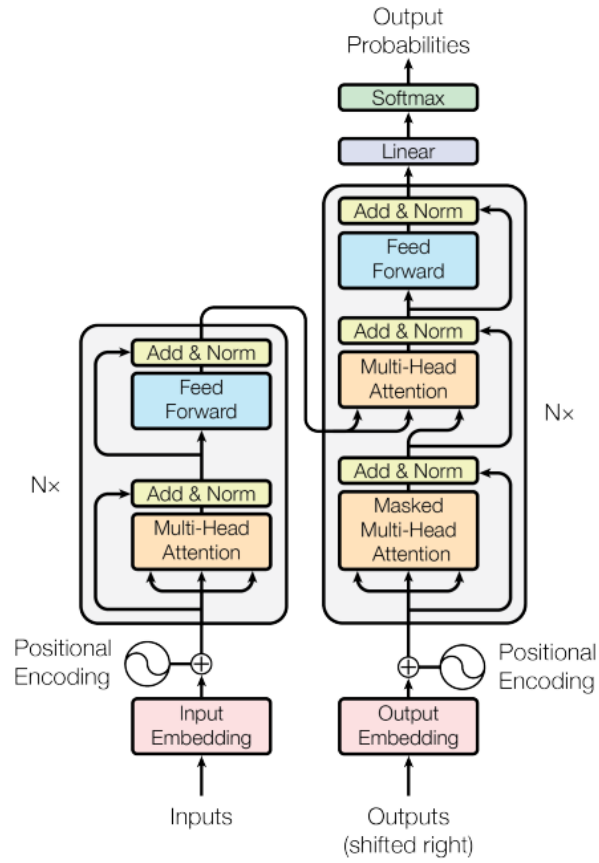 Output
Probabilities
Softmax
Linear
Add & Norm
Feed
Forward
Add & Norm
Multi-Head
Attention
N×
Add & Norm
Masked
Multi-Head
Attention
Add & Norm
Feed
Forward
N×
Add & Norm
Multi-Head
Attention
Positional
Encoding
Positional
Encoding
Input
Embedding
Output
Embedding
Inputs
Outputs
(shifted right)